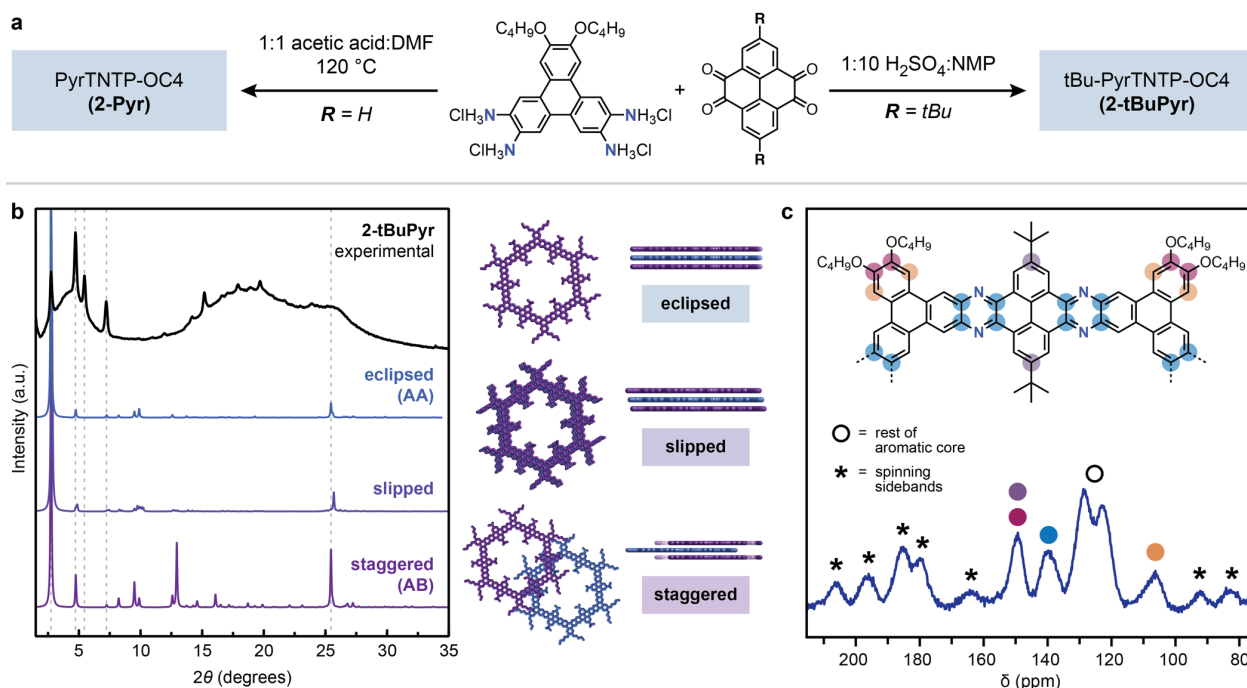 a
PyrTNTP-OC4
(2-Pyr)
1:1 acetic acid:DMF
120 °C
R = H
C₄H₉O
OC₄H₉
ClH₃N
NH₃Cl
ClH₃N
NH₃Cl
+
R
O
O
O
O
R
1:10 H₂SO₄:NMP
R = tBu
tBu-PyrTNTP-OC4
(2-tBuPyr)
b
2-tBuPyr
experimental
eclipsed
(AA)
slipped
staggered
(AB)
Intensity (a.u.)
5
10
15
20
25
30
35
2θ (degrees)
eclipsed
slipped
staggered
c
OC₄H₉
C₄H₉O
OC₄H₉
OC₄H₉
N
N
N
N
= rest of
aromatic core
* = spinning
sidebands
*
*
*
*
*
*
*
200
180
160
140
120
100
80
δ (ppm)